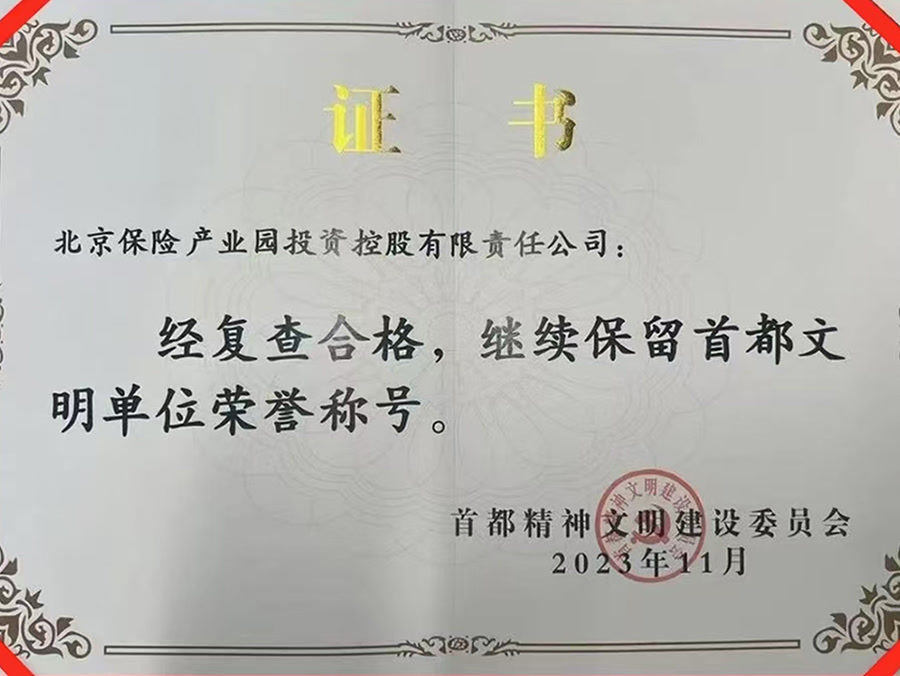 证 书
北京保险产业园投资控股有限责任公司：
经复查合格，继续保留首都文
明单位荣誉称号。
首都精神文明建设委员会
2023年11月